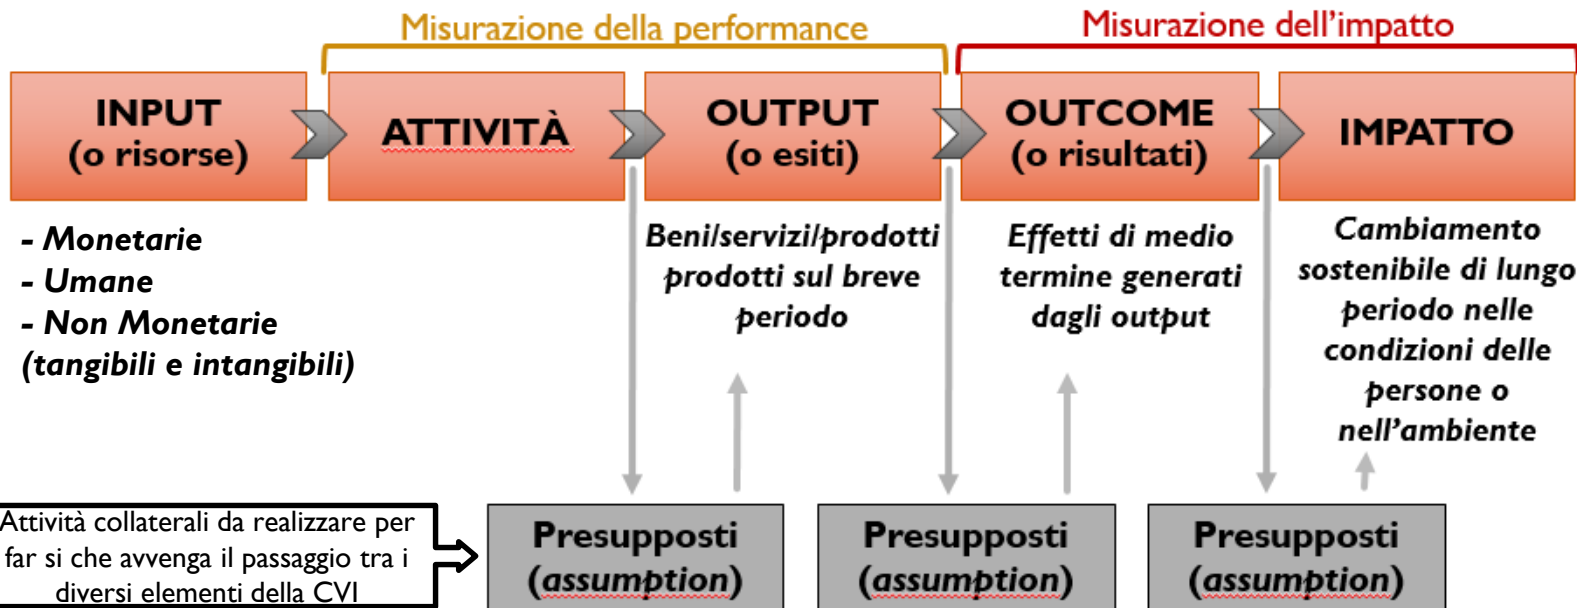 Misurazione della performance
Misurazione dell'impatto
INPUT
(o risorse)
ATTIVITÀ
OUTPUT
(o esiti)
OUTCOME
(o risultati)
IMPATTO
- Monetarie
- Umane
- Non Monetarie
(tangibili e intangibili)
Beni/servizi/prodotti
prodotti sul breve
periodo
Effetti di medio
termine generati
dagli output
Cambiamento
sostenibile di lungo
periodo nelle
condizioni delle
persone o
nell'ambiente
Attività collaterali da realizzare per
far si che avvenga il passaggio tra i
diversi elementi della CVI
Presupposti
(assumption)
Presupposti
(assumption)
Presupposti
(assumption)